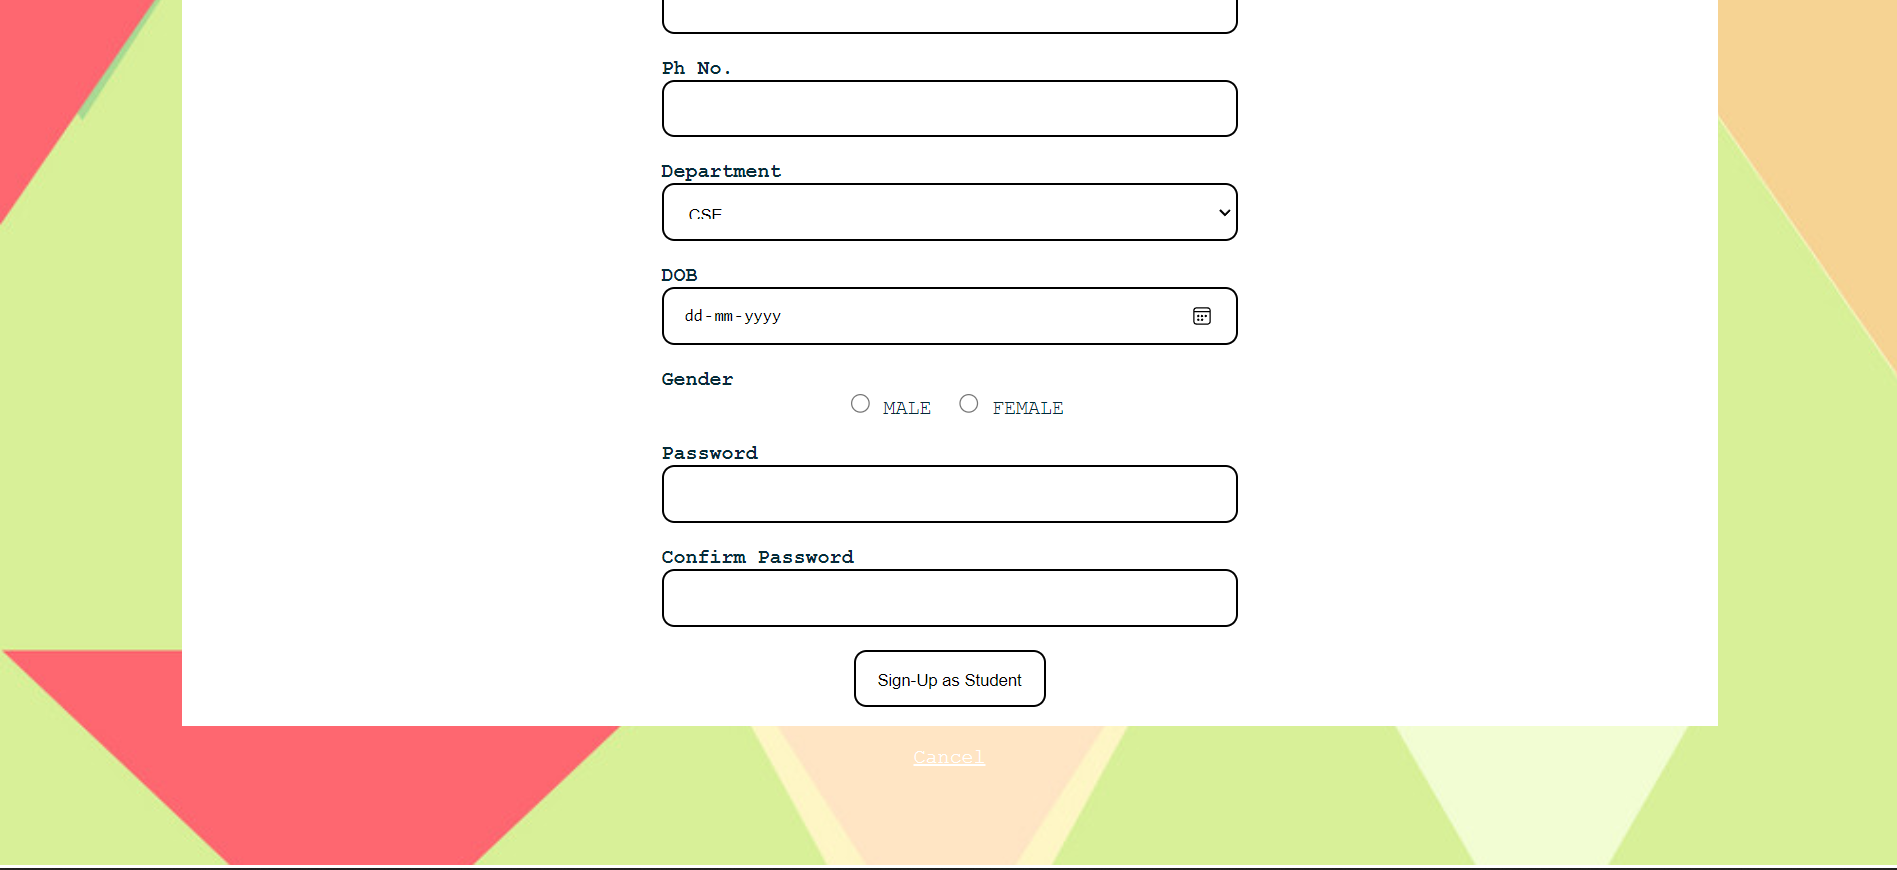 Ph No.
Department
CSE
DOB
dd-mm-yyyy
Gender
MALE FEMALE
Password
Confirm Password
Sign-Up as Student
Cancel